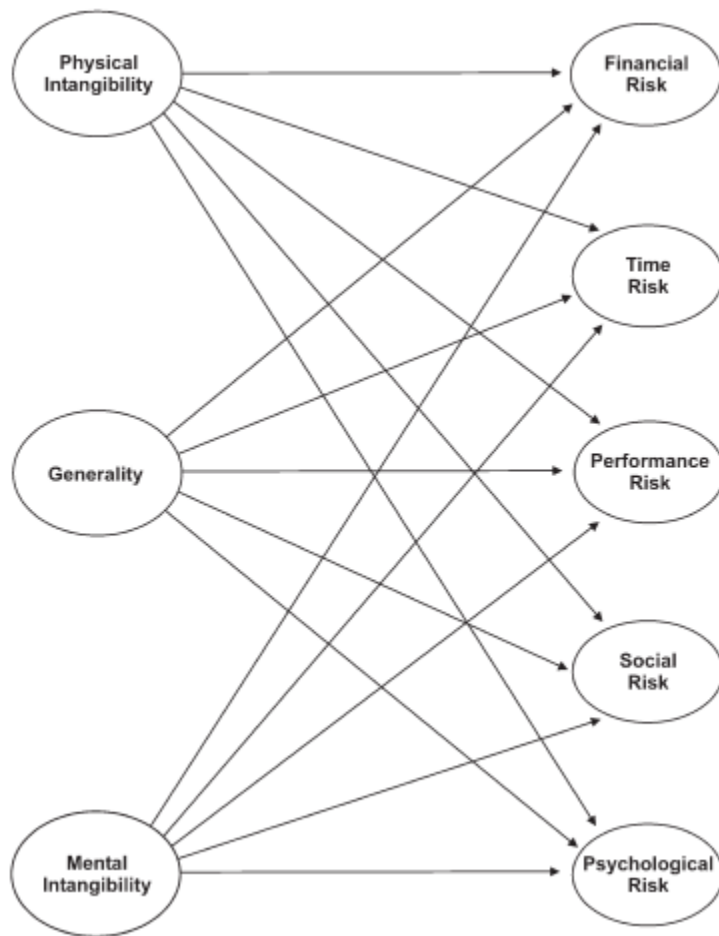 Physical
Intangibility
Financial
Risk
Time
Risk
Generality
Performance
Risk
Social
Risk
Mental
Intangibility
Psychological
Risk